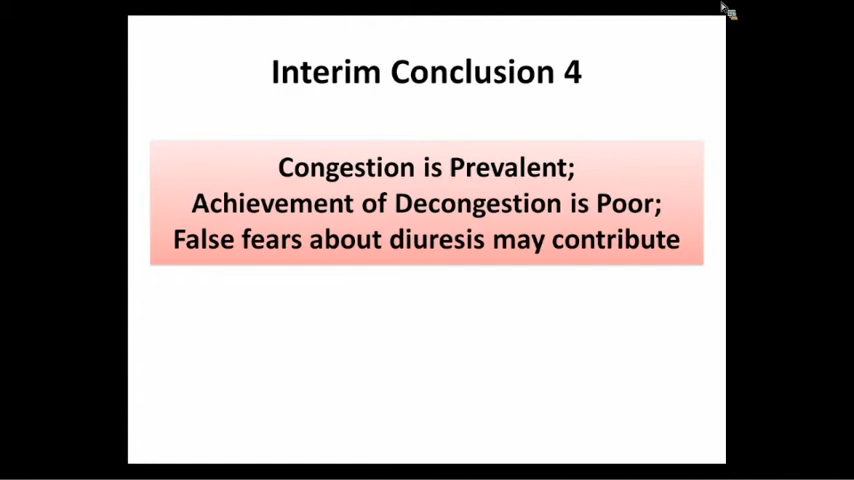 Interim Conclusion 4
Congestion is Prevalent;
Achievement of Decongestion is Poor;
False fears about diuresis may contribute